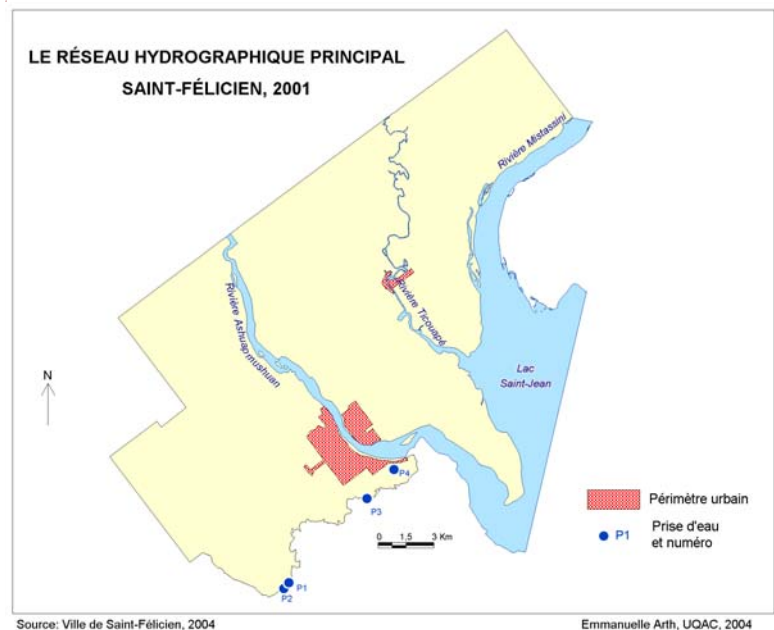 LE RÉSEAU HYDROGRAPHIQUE PRINCIPAL
SAINT-FÉLICIEN, 2001
Rivière Mistassini
Rivière Ticouapé
Rivière Ashuapmushuan
Lac
Saint-Jean
N
P4
P3
P1
P2
0 1.5 3 Km
Périmètre urbain
P1 Prise d'eau
et numéro
Source: Ville de Saint-Félicien, 2004
Emmanuelle Arth, UQAC, 2004